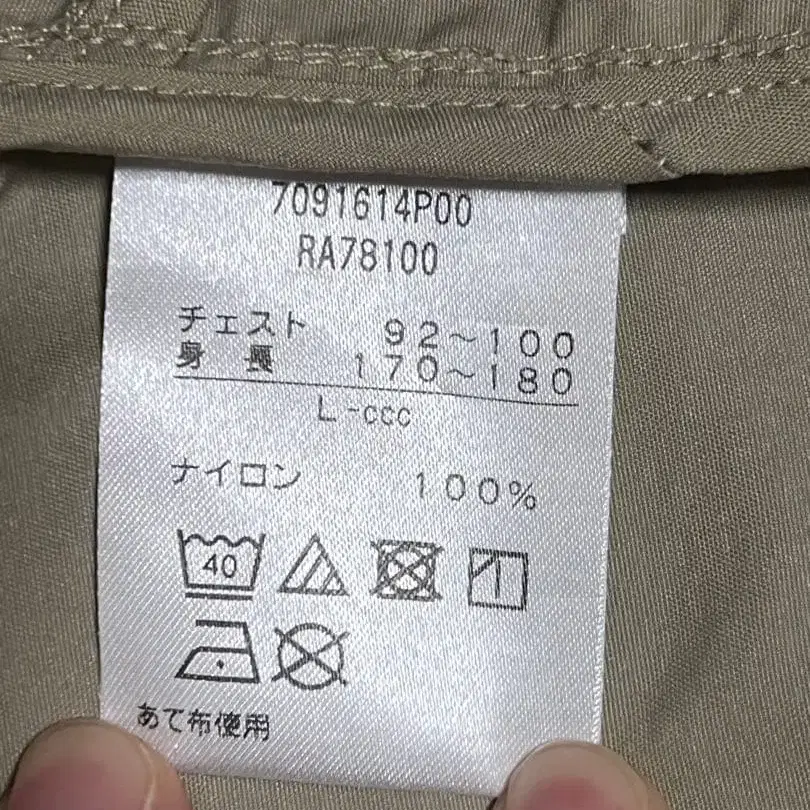 7091614P00
RA78100
チェスト 92〜100
身長 170〜180
L-ccc
ナイロン 100%
40
あて布使用